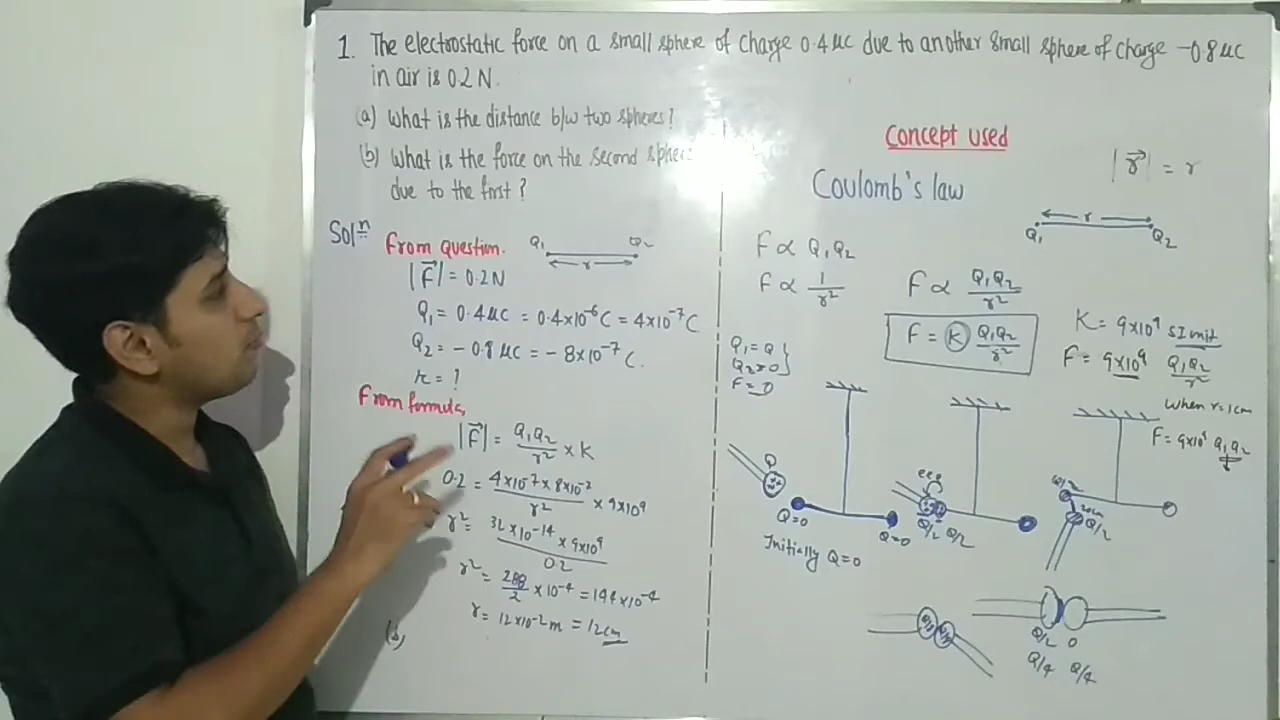 1. The electrostatic force on a small sphere of charge 0.4 μC due to another small sphere of charge -0.8 μC
in air is 0.2 N.
(a) What is the distance b/w two spheres?
(b) What is the force on the second sphere
due to the first?
Solⁿ
From question.
Q₁ Q₂
r
|F⃗| = 0.2N
Q₁ = 0.4 μC = 0.4×10⁻⁶ C = 4×10⁻⁷ C
Q₂ = -0.8 μC = -8×10⁻⁷ C.
r = ?
From formula,
|F⃗| = Q₁Q₂/r² × K
0.2 = 4×10⁻⁷ × 8×10⁻⁷/r² × 9×10⁹
r² = 32×10⁻¹⁴ × 9×10⁹/0.2
r² = 288/2 × 10⁻⁴ = 144×10⁻⁴
r = 12×10⁻² m = 12cm
Concept used
Coulomb's law
|r⃗| = r
r
Q₁ Q₂
F ∝ Q₁Q₂
F ∝ 1/r²
F ∝ Q₁Q₂/r²
F = K Q₁Q₂/r²
K = 9×10⁹ SI unit
F = 9×10⁹ Q₁Q₂/r²
when r=1cm
Q₁ = Q
Q₂ = 0
F = 0
Q
Q=0
Q=0
Initially Q=0
Q/2 Q/2
Q/2
Q/2
Q/2 0
Q/4 Q/4